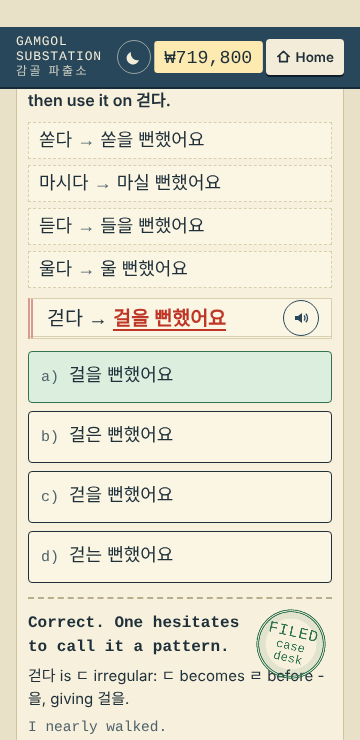 GAMGOL
SUBSTATION
감골 파출소
₩719,800
Home
then use it on 걷다.
쏟다 → 쏟을 뻔했어요
마시다 → 마실 뻔했어요
듣다 → 들을 뻔했어요
울다 → 울 뻔했어요
걷다 → 걸을 뻔했어요
a) 걸을 뻔했어요
b) 걸은 뻔했어요
c) 걷을 뻔했어요
d) 걷는 뻔했어요
Correct. One hesitates
to call it a pattern.
FILED
case
desk
걷다 is ㄷ irregular: ㄷ becomes ㄹ before -
을, giving 걸을.
I nearly walked.